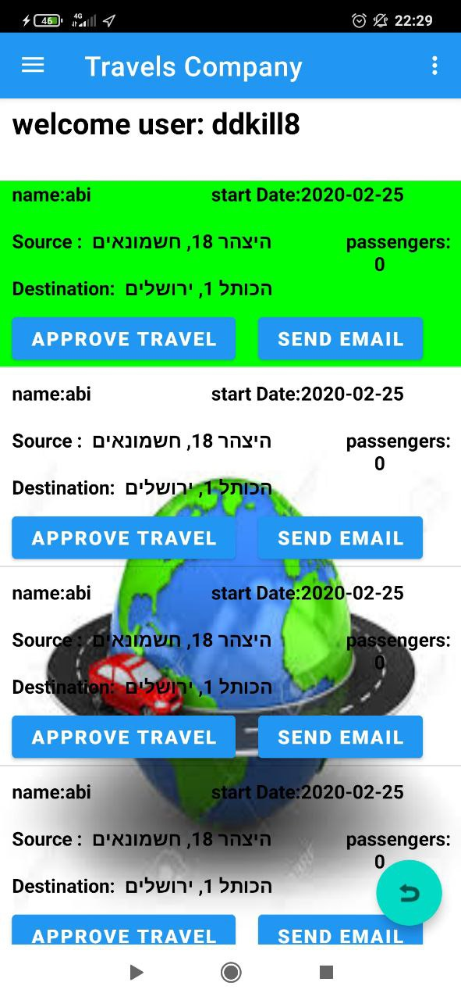 46 4G 22:29
Travels Company
welcome user: ddkill8
name:abi start Date:2020-02-25
Source : היצהר 18, חשמונאים passengers:
0
Destination: הכותל 1, ירושלים
APPROVE TRAVEL SEND EMAIL
name:abi start Date:2020-02-25
Source : היצהר 18, חשמונאים passengers:
0
Destination: הכותל 1, ירושלים
APPROVE TRAVEL SEND EMAIL
name:abi start Date:2020-02-25
Source : היצהר 18, חשמונאים passengers:
0
Destination: הכותל 1, ירושלים
APPROVE TRAVEL SEND EMAIL
name:abi start Date:2020-02-25
Source : היצהר 18, חשמונאים passengers:
0
Destination: הכותל 1, ירושלים
APPROVE TRAVEL SEND EMAIL